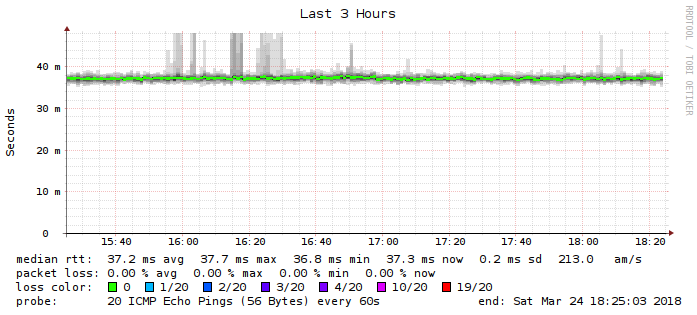 Last 3 Hours
RRDTOOL / TOBI OETIKER
Seconds
40 m
30 m
20 m
10 m
0
15:40 16:00 16:20 16:40 17:00 17:20 17:40 18:00 18:20
median rtt: 37.2 ms avg 37.7 ms max 36.8 ms min 37.3 ms now 0.2 ms sd 213.0 am/s
packet loss: 0.00 % avg 0.00 % max 0.00 % min 0.00 % now
loss color: 0 1/20 2/20 3/20 4/20 10/20 19/20
probe: 20 ICMP Echo Pings (56 Bytes) every 60s end: Sat Mar 24 18:25:03 2018